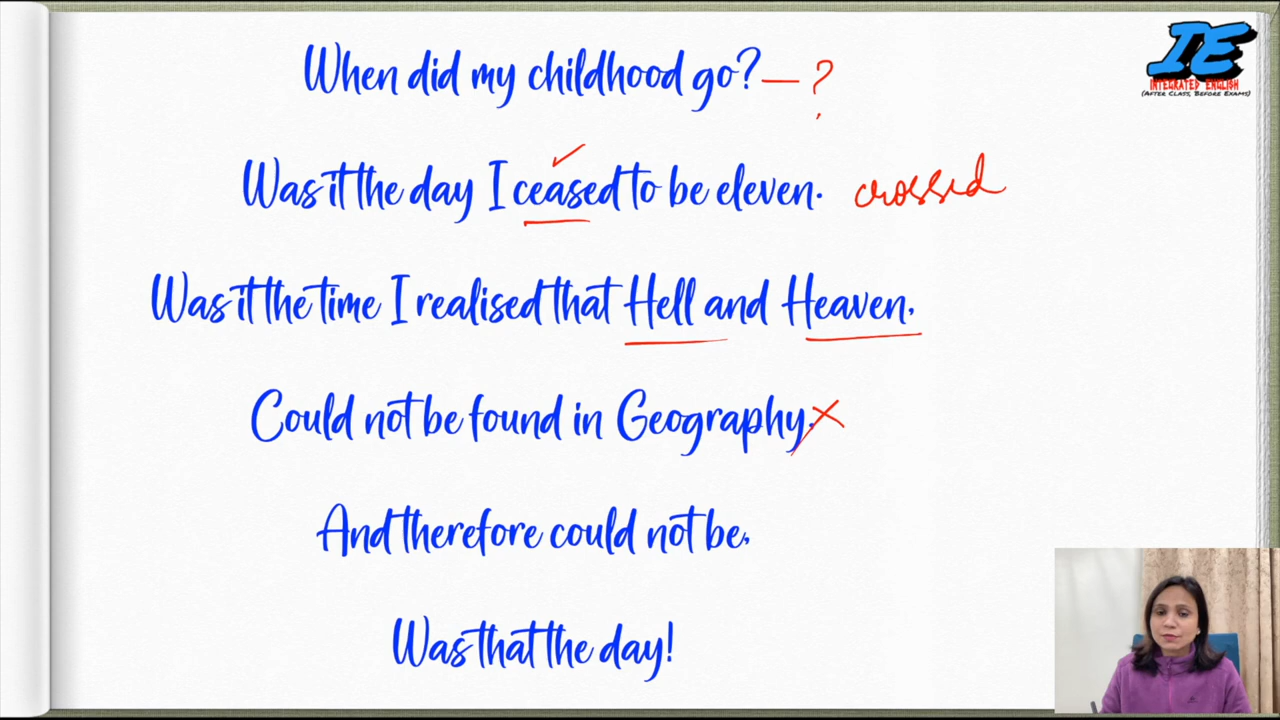 When did my childhood go? — ?
Was it the day I ceased to be eleven. crossed
Was it the time I realised that Hell and Heaven,
Could not be found in Geography.
And therefore could not be,
Was that the day!
IE
INTEGRATED ENGLISH
(AFTER CLASS, BEFORE EXAMS)